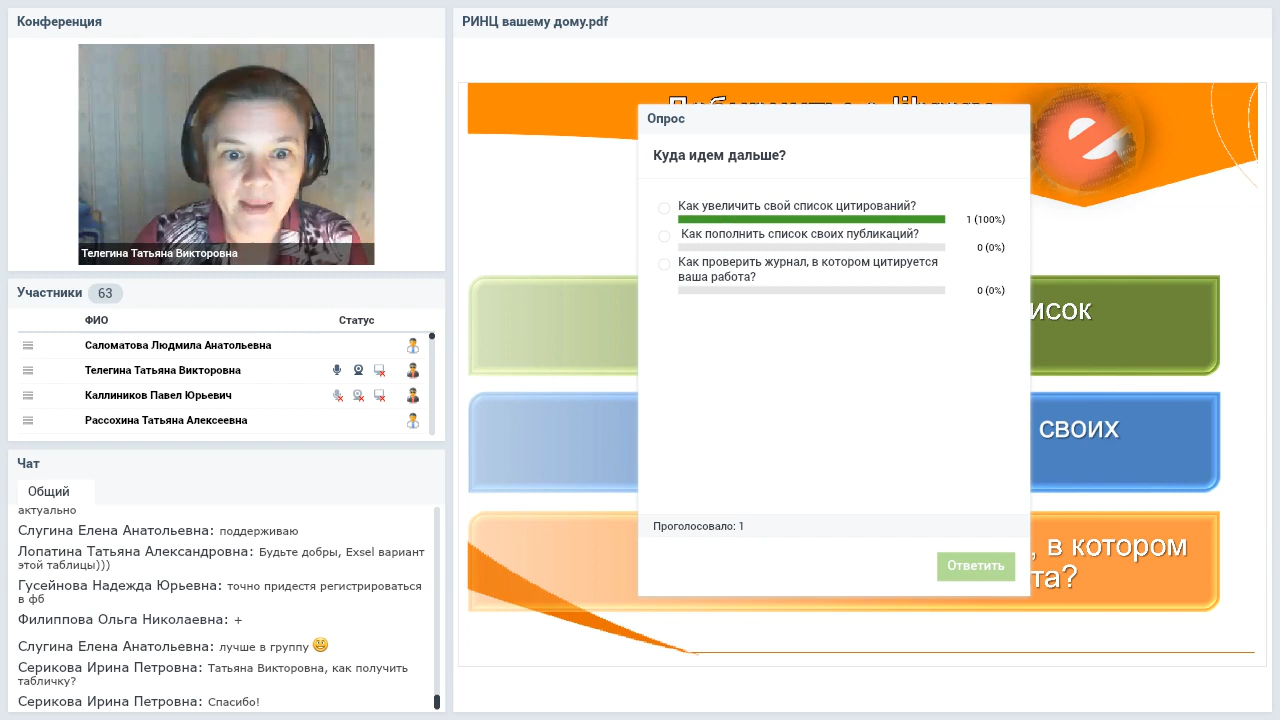 Конференция
Телегина Татьяна Викторовна
Участники 63
ФИО Статус
Саломатова Людмила Анатольевна
Телегина Татьяна Викторовна
Каллиников Павел Юрьевич
Рассохина Татьяна Алексеевна
Чат
Общий
актуально
Слугина Елена Анатольевна: поддерживаю
Лопатина Татьяна Александровна: Будьте добры, Exsel вариант
этой таблицы)))
Гусейнова Надежда Юрьевна: точно придестя регистрироваться
в фб
Филиппова Ольга Николаевна: +
Слугина Елена Анатольевна: лучше в группу
Серикова Ирина Петровна: Татьяна Викторовна, как получить
табличку?
Серикова Ирина Петровна: Спасибо!
РИНЦ вашему дому.pdf
Опрос
Куда идем дальше?
Как увеличить свой список цитирований?
1 (100%)
Как пополнить список своих публикаций?
0 (0%)
Как проверить журнал, в котором цитируется
ваша работа?
0 (0%)
Проголосовало: 1
Ответить
исок
своих
, в котором
та?